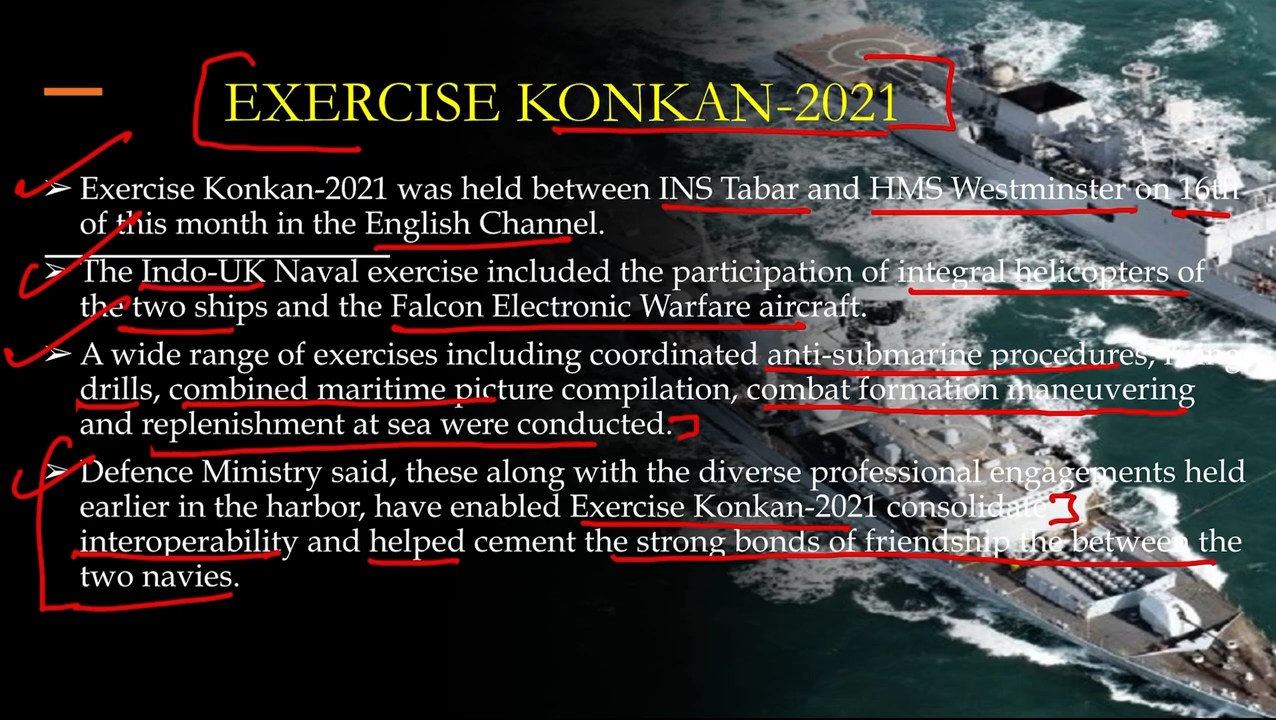 EXERCISE KONKAN-2021
➢ Exercise Konkan-2021 was held between INS Tabar and HMS Westminster on 16th
of this month in the English Channel.
➢ The Indo-UK Naval exercise included the participation of integral helicopters of
the two ships and the Falcon Electronic Warfare aircraft.
➢ A wide range of exercises including coordinated anti-submarine procedures, firing
drills, combined maritime picture compilation, combat formation maneuvering
and replenishment at sea were conducted.
➢ Defence Ministry said, these along with the diverse professional engagements held
earlier in the harbor, have enabled Exercise Konkan-2021 consolidate
interoperability and helped cement the strong bonds of friendship the between the
two navies.